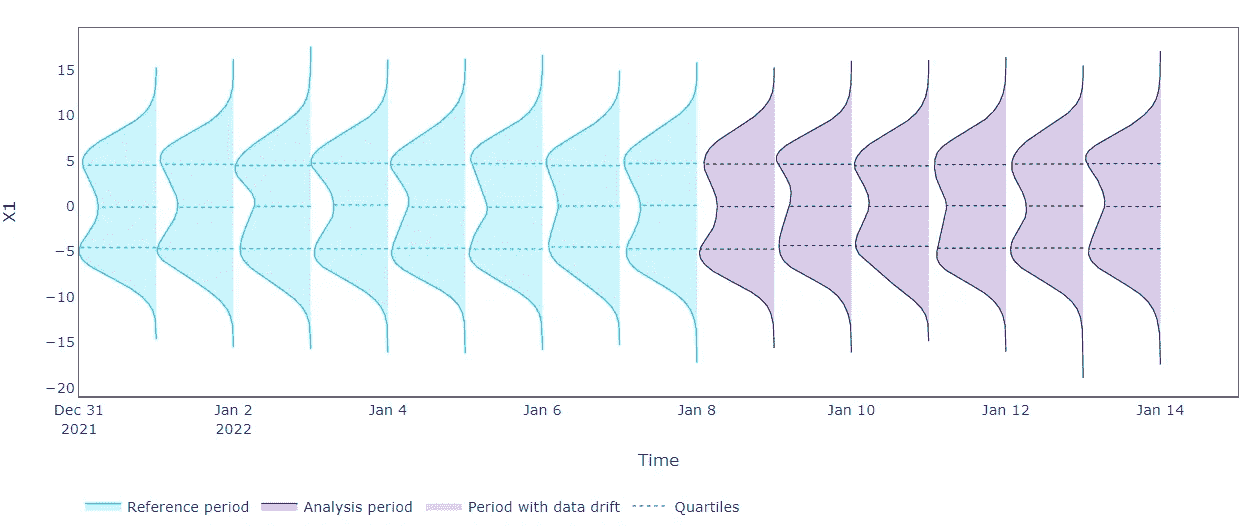 15
10
5
0
−5
−10
−15
−20
X1
Dec 31 Jan 2 Jan 4 Jan 6 Jan 8 Jan 10 Jan 12 Jan 14
2021 2022
Time
Reference period Analysis period Period with data drift Quartiles